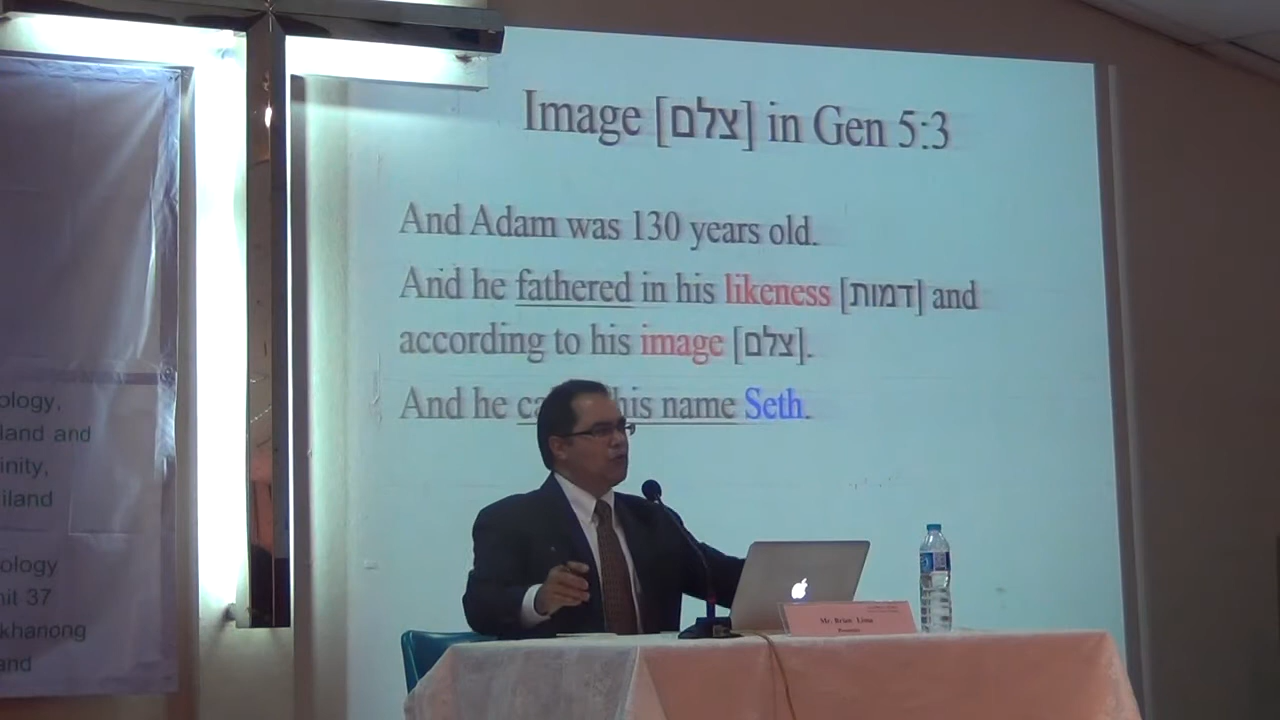 Image [צלם] in Gen 5:3
And Adam was 130 years old.
And he fathered in his likeness [דמות] and
according to his image [צלם].
And he his name Seth.
ology,
land and
inity,
iland
ology
nit 37
khanong
and
Mr. Brian